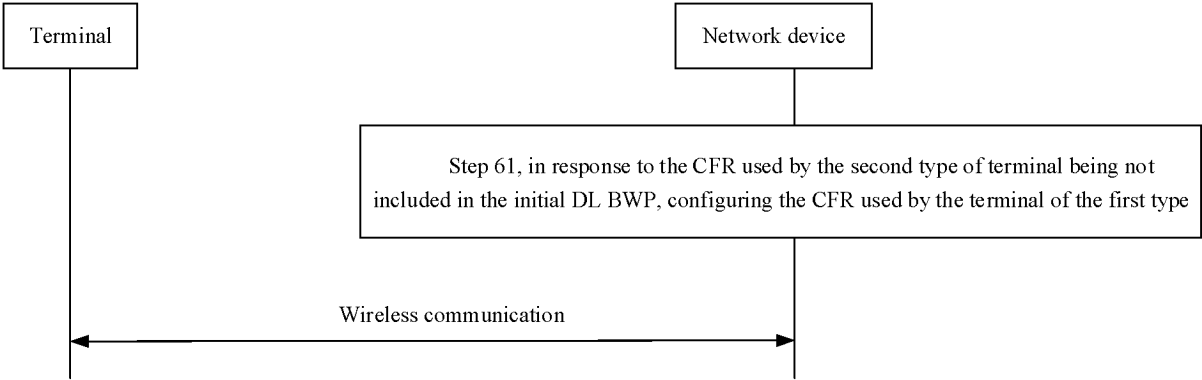 Terminal
Network device
Step 61, in response to the CFR used by the second type of terminal being not
included in the initial DL BWP, configuring the CFR used by the terminal of the first type
Wireless communication